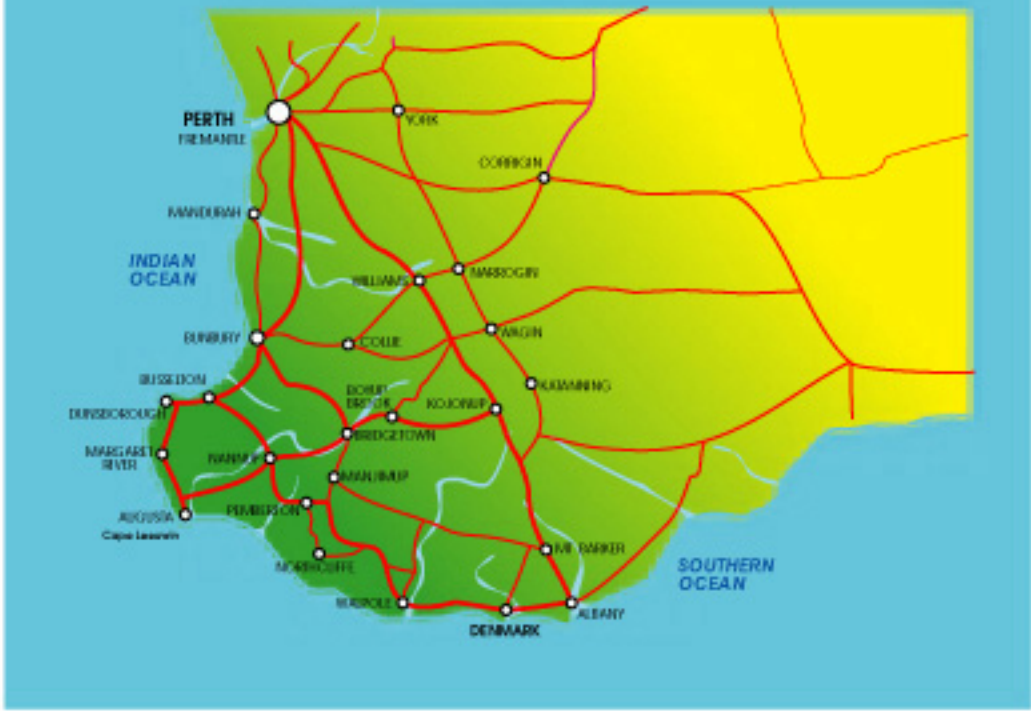 PERTH
FREMANTLE
YORK
CORRIGIN
MANDURAH
INDIAN
OCEAN
WILLIAMS
NARROGIN
BUNBURY
COLLIE
WAGIN
BUSSELTON
DUNSBOROUGH
BOYUP
BROOK
KOJONUP
KATANNING
BRIDGETOWN
MARGARET
RIVER
NANNUP
MANJIMUP
AUGUSTA
Cape Leeuwin
PEMBERTON
NORTHCLIFFE
MT. BARKER
SOUTHERN
OCEAN
WALPOLE
DENMARK
ALBANY